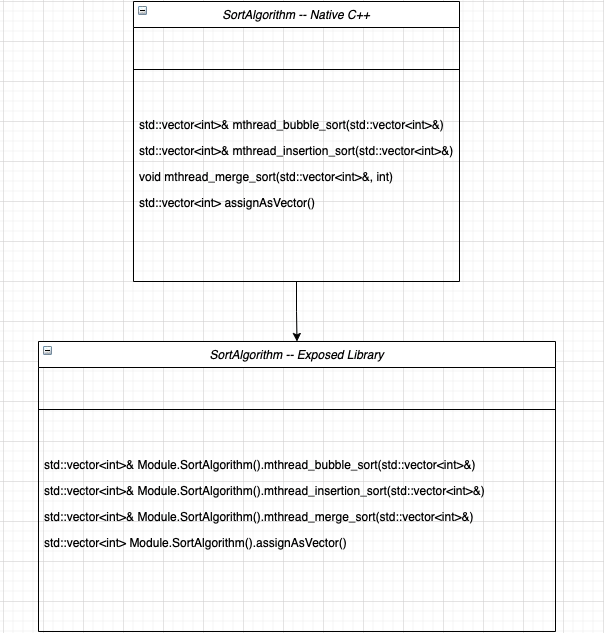 SortAlgorithm -- Native C++
std::vector<int>& mthread_bubble_sort(std::vector<int>&)
std::vector<int>& mthread_insertion_sort(std::vector<int>&)
void mthread_merge_sort(std::vector<int>&, int)
std::vector<int> assignAsVector()
SortAlgorithm -- Exposed Library
std::vector<int>& Module.SortAlgorithm().mthread_bubble_sort(std::vector<int>&)
std::vector<int>& Module.SortAlgorithm().mthread_insertion_sort(std::vector<int>&)
std::vector<int>& Module.SortAlgorithm().mthread_merge_sort(std::vector<int>&)
std::vector<int> Module.SortAlgorithm().assignAsVector()